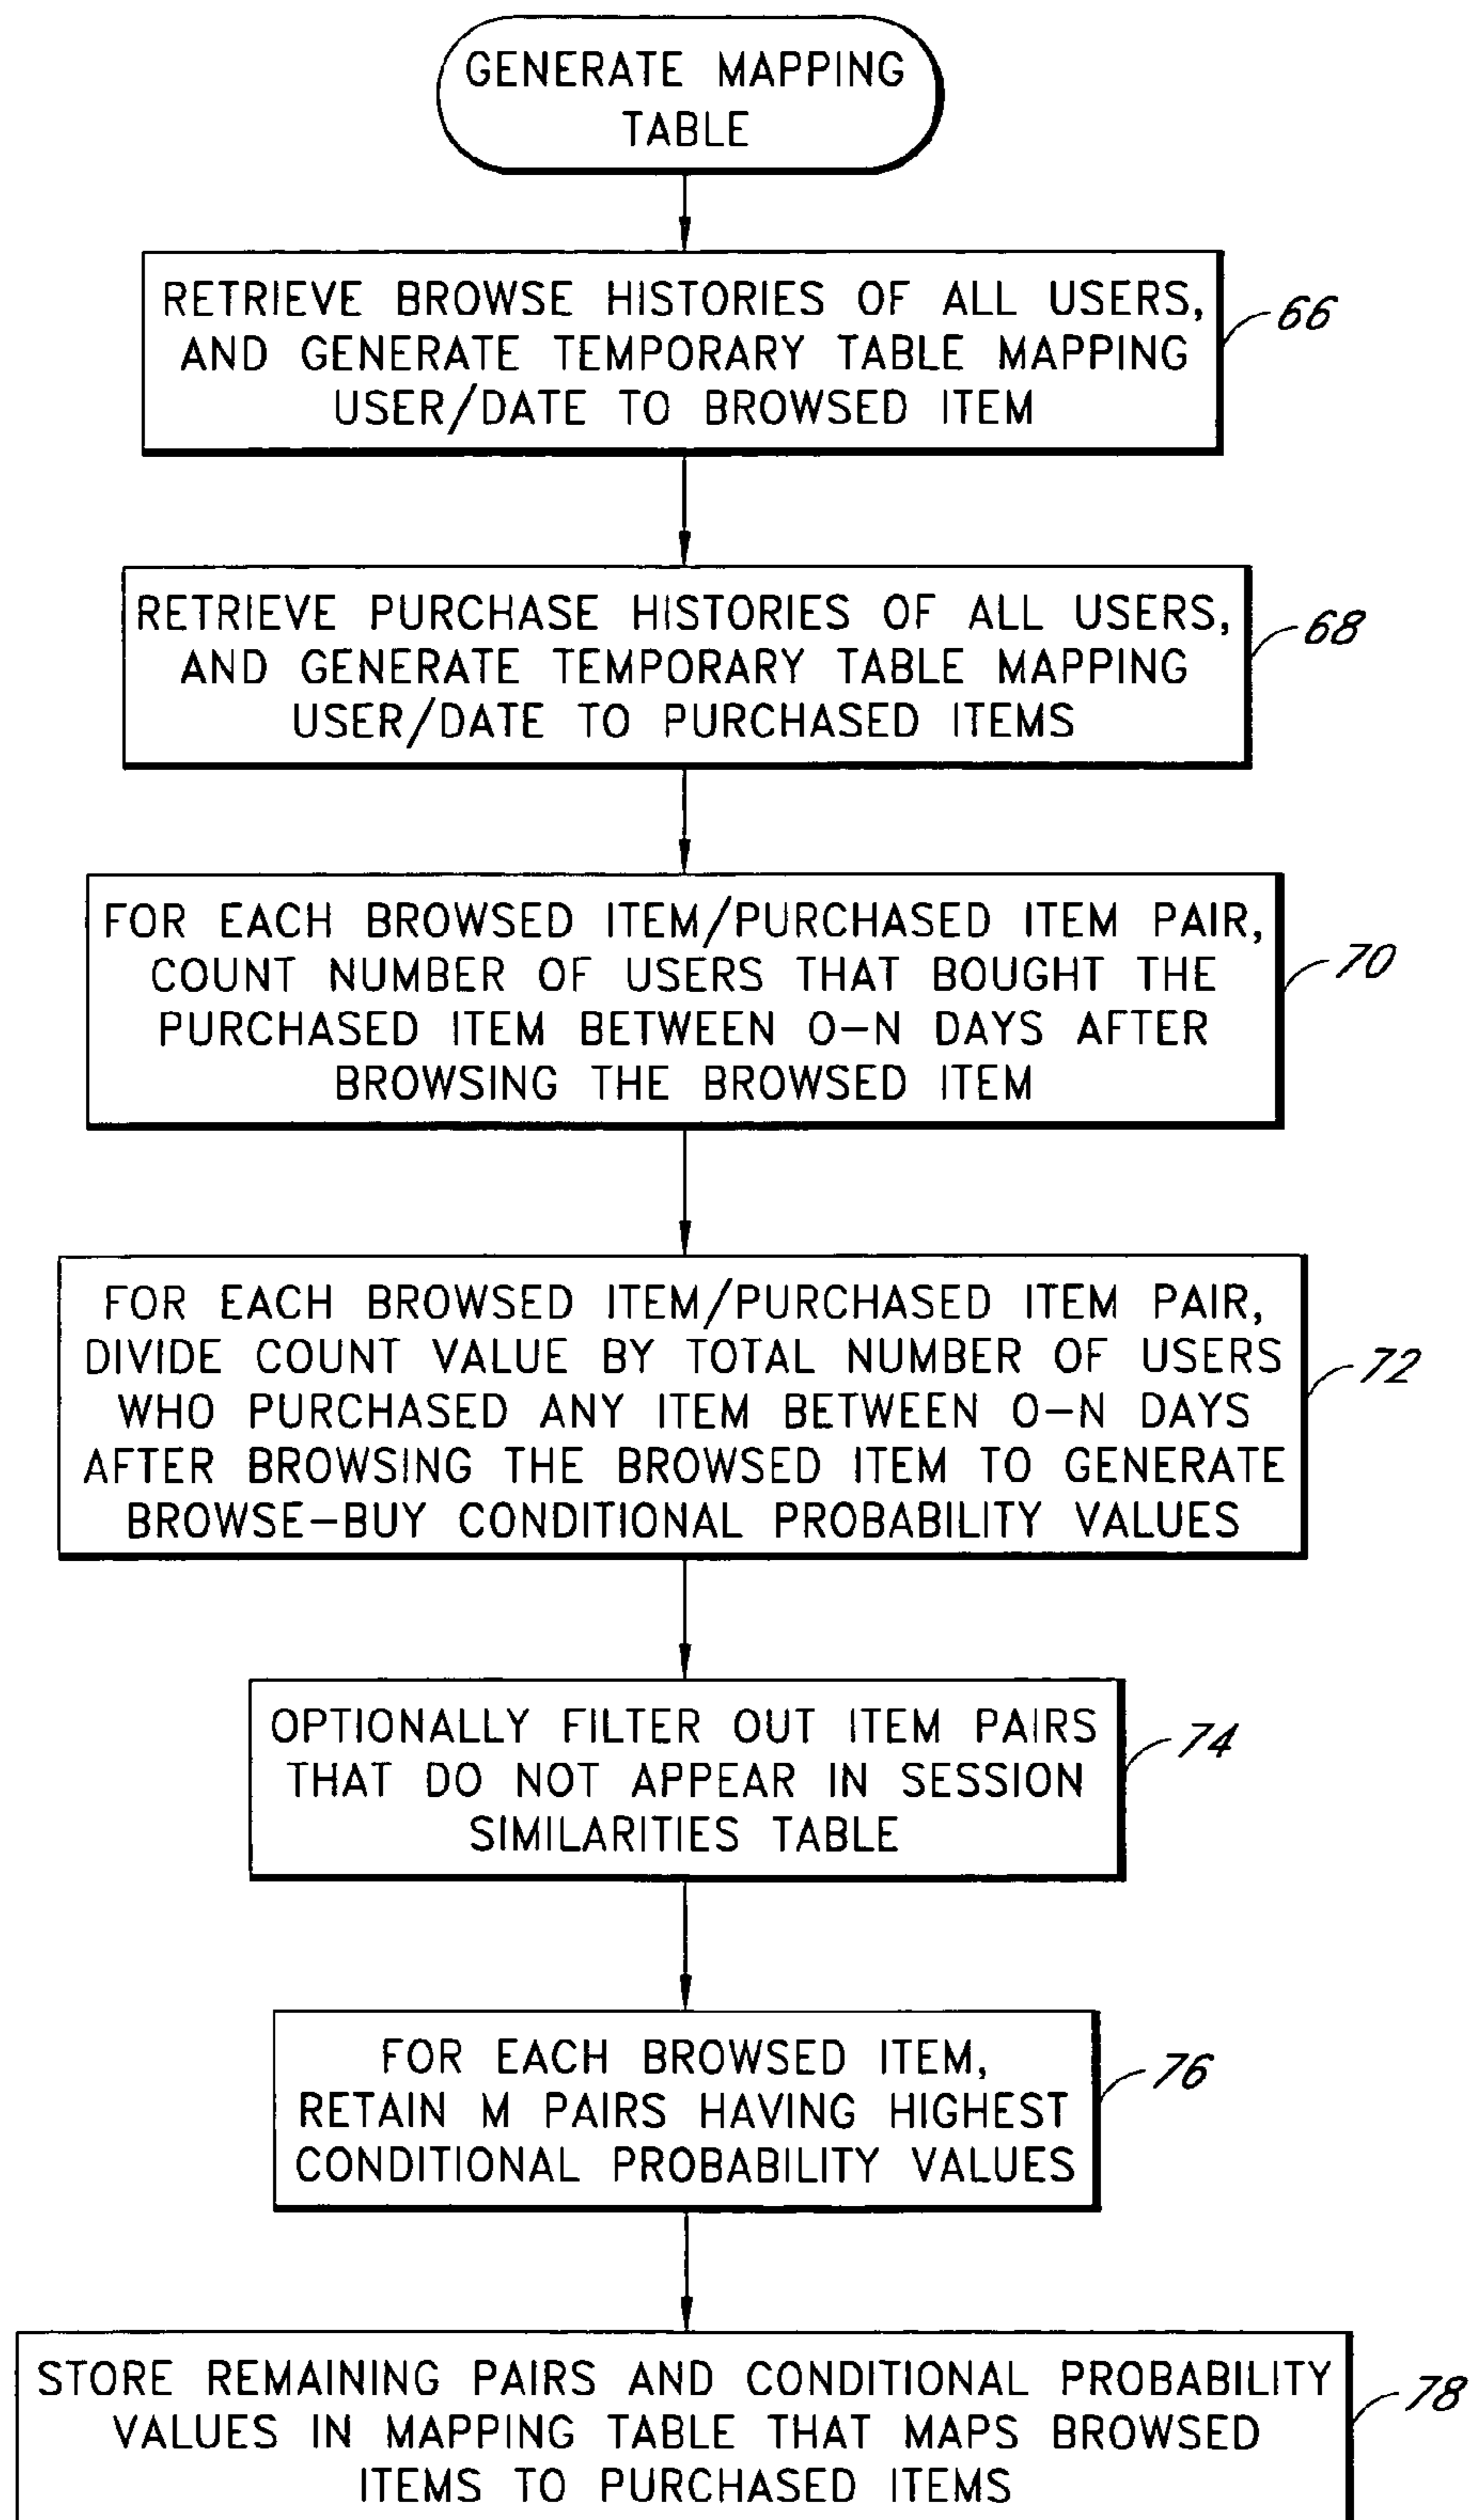 GENERATE MAPPING
TABLE
RETRIEVE BROWSE HISTORIES OF ALL USERS,
AND GENERATE TEMPORARY TABLE MAPPING
USER/DATE TO BROWSED ITEM
66
RETRIEVE PURCHASE HISTORIES OF ALL USERS,
AND GENERATE TEMPORARY TABLE MAPPING
USER/DATE TO PURCHASED ITEMS
68
FOR EACH BROWSED ITEM/PURCHASED ITEM PAIR,
COUNT NUMBER OF USERS THAT BOUGHT THE
PURCHASED ITEM BETWEEN 0-N DAYS AFTER
BROWSING THE BROWSED ITEM
70
FOR EACH BROWSED ITEM/PURCHASED ITEM PAIR,
DIVIDE COUNT VALUE BY TOTAL NUMBER OF USERS
WHO PURCHASED ANY ITEM BETWEEN 0-N DAYS
AFTER BROWSING THE BROWSED ITEM TO GENERATE
BROWSE-BUY CONDITIONAL PROBABILITY VALUES
72
OPTIONALLY FILTER OUT ITEM PAIRS
THAT DO NOT APPEAR IN SESSION
SIMILARITIES TABLE
74
FOR EACH BROWSED ITEM,
RETAIN M PAIRS HAVING HIGHEST
CONDITIONAL PROBABILITY VALUES
76
STORE REMAINING PAIRS AND CONDITIONAL PROBABILITY
VALUES IN MAPPING TABLE THAT MAPS BROWSED
ITEMS TO PURCHASED ITEMS
78